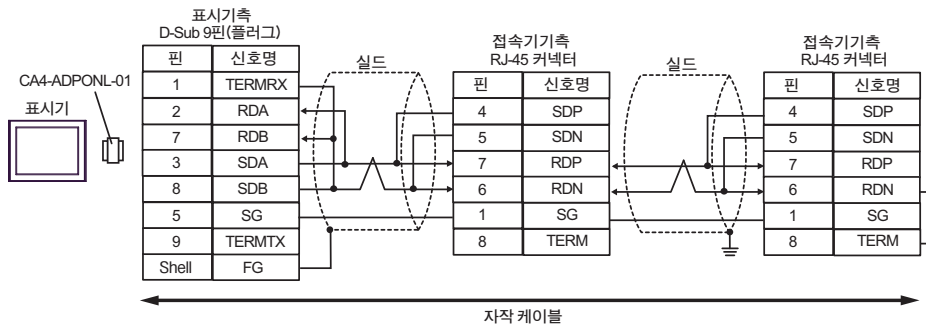 표시기측
D-Sub 9핀(플러그)
핀 신호명
1 TERMRX
2 RDA
7 RDB
3 SDA
8 SDB
5 SG
9 TERMTX
Shell FG
CA4-ADPONL-01
표시기
실드
접속기기측
RJ-45 커넥터
핀 신호명
4 SDP
5 SDN
7 RDP
6 RDN
1 SG
8 TERM
실드
접속기기측
RJ-45 커넥터
핀 신호명
4 SDP
5 SDN
7 RDP
6 RDN
1 SG
8 TERM
자작 케이블